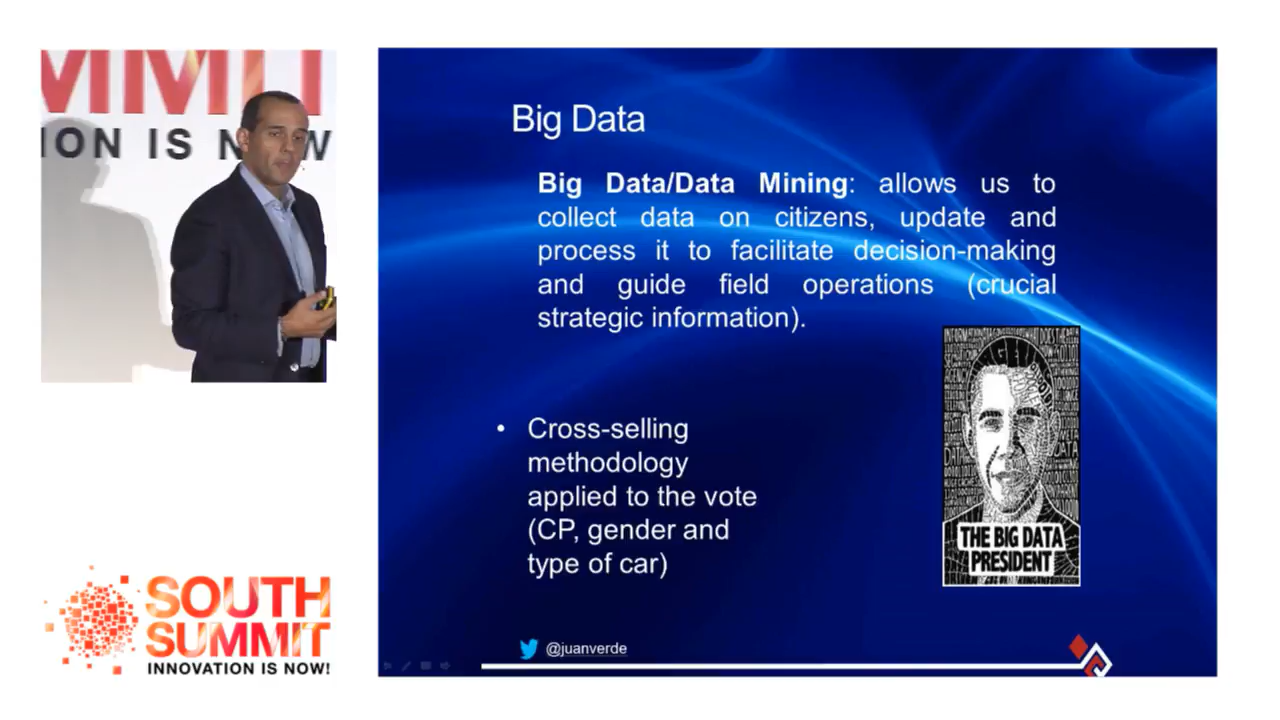 MMIT
ION IS NOW
Big Data
Big Data/Data Mining: allows us to
collect data on citizens, update and
process it to facilitate decision-making
and guide field operations (crucial
strategic information).
• Cross-selling
methodology
applied to the vote
(CP, gender and
type of car)
THE BIG DATA
PRESIDENT
@juanverde
SOUTH
SUMMIT
INNOVATION IS NOW!